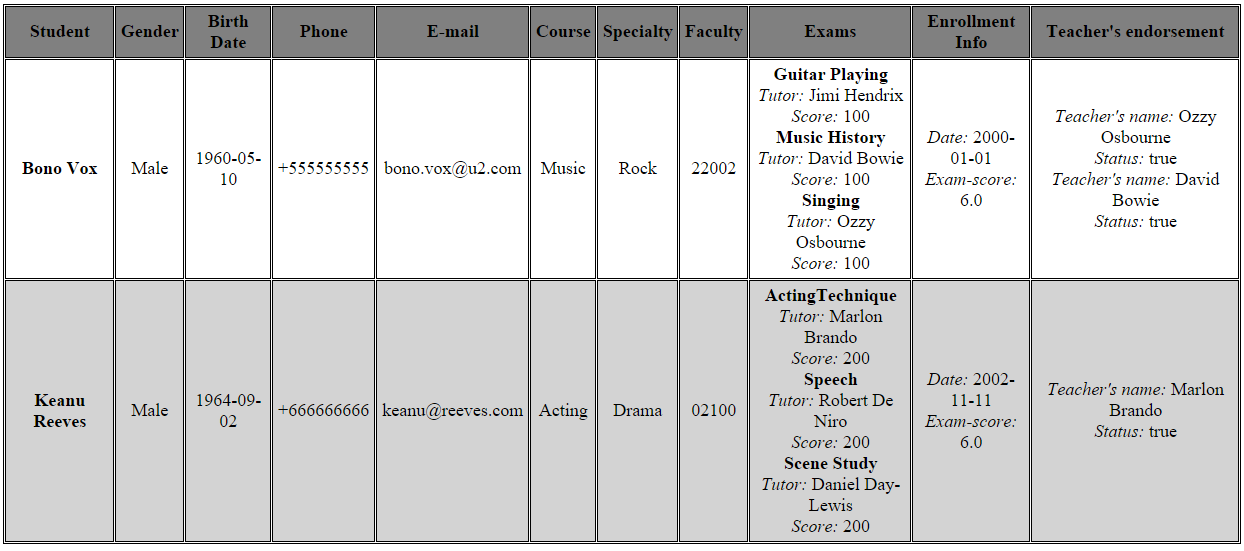 Student Gender Birth Date Phone E-mail Course Specialty Faculty Exams Enrollment Info Teacher's endorsement
Bono Vox
Male
1960-05-
10
+555555555
bono.vox@u2.com
Music
Rock
22002
Guitar Playing
Tutor: Jimi Hendrix
Score: 100
Music History
Tutor: David Bowie
Score: 100
Singing
Tutor: Ozzy
Osbourne
Score: 100
Date: 2000-
01-01
Exam-score:
6.0
Teacher's name: Ozzy
Osbourne
Status: true
Teacher's name: David
Bowie
Status: true
Keanu
Reeves
Male
1964-09-
02
+666666666
keanu@reeves.com
Acting
Drama
02100
ActingTechnique
Tutor: Marlon
Brando
Score: 200
Speech
Tutor: Robert De
Niro
Score: 200
Scene Study
Tutor: Daniel Day-
Lewis
Score: 200
Date: 2002-
11-11
Exam-score:
6.0
Teacher's name: Marlon
Brando
Status: true